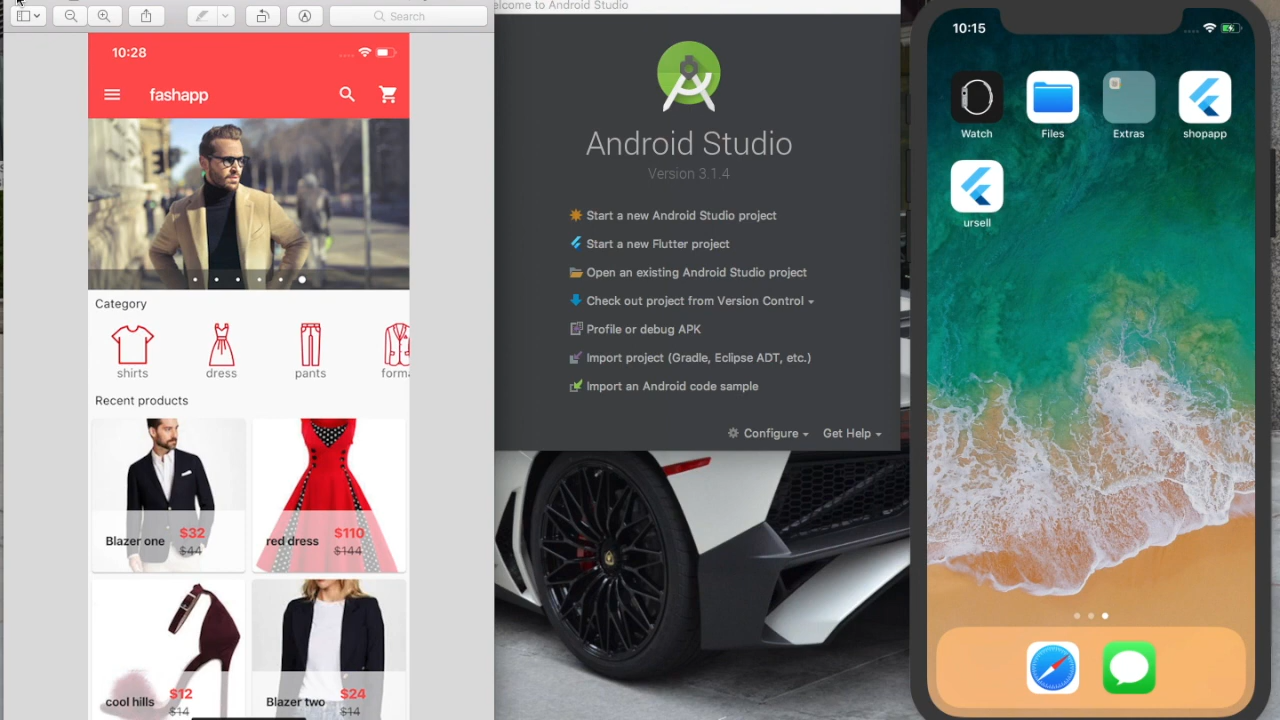 Search
10:28
fashapp
Category
shirts
dress
pants
forma
Recent products
Blazer one
$32
$44
red dress
$110
$144
cool hills
$12
$14
Blazer two
$24
$14
elcome to Android Studio
Android Studio
Version 3.1.4
Start a new Android Studio project
Start a new Flutter project
Open an existing Android Studio project
Check out project from Version Control
Profile or debug APK
Import project (Gradle, Eclipse ADT, etc.)
Import an Android code sample
Configure
Get Help
10:15
Watch
Files
Extras
shopapp
ursell